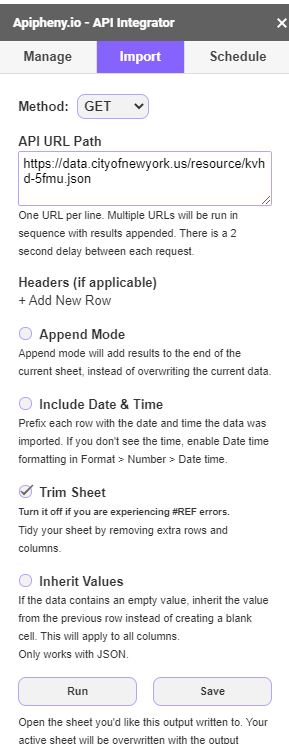 Apipheny.io - API Integrator ×
Manage Import Schedule
Method: GET
API URL Path
https://data.cityofnewyork.us/resource/kvh
d-5fmu.json
One URL per line. Multiple URLs will be run in
sequence with results appended. There is a 2
second delay between each request.
Headers (if applicable)
+ Add New Row
Append Mode
Append mode will add results to the end of the
current sheet, instead of overwriting the current data.
Include Date & Time
Prefix each row with the date and time the data was
imported. If you don't see the time, enable Date time
formatting in Format > Number > Date time.
Trim Sheet
Turn it off if you are experiencing #REF errors.
Tidy your sheet by removing extra rows and
columns.
Inherit Values
If the data contains an empty value, inherit the value
from the previous row instead of creating a blank
cell. This will apply to all columns.
Only works with JSON.
Run Save
Open the sheet you'd like this output written to. Your
active sheet will be overwritten with the output